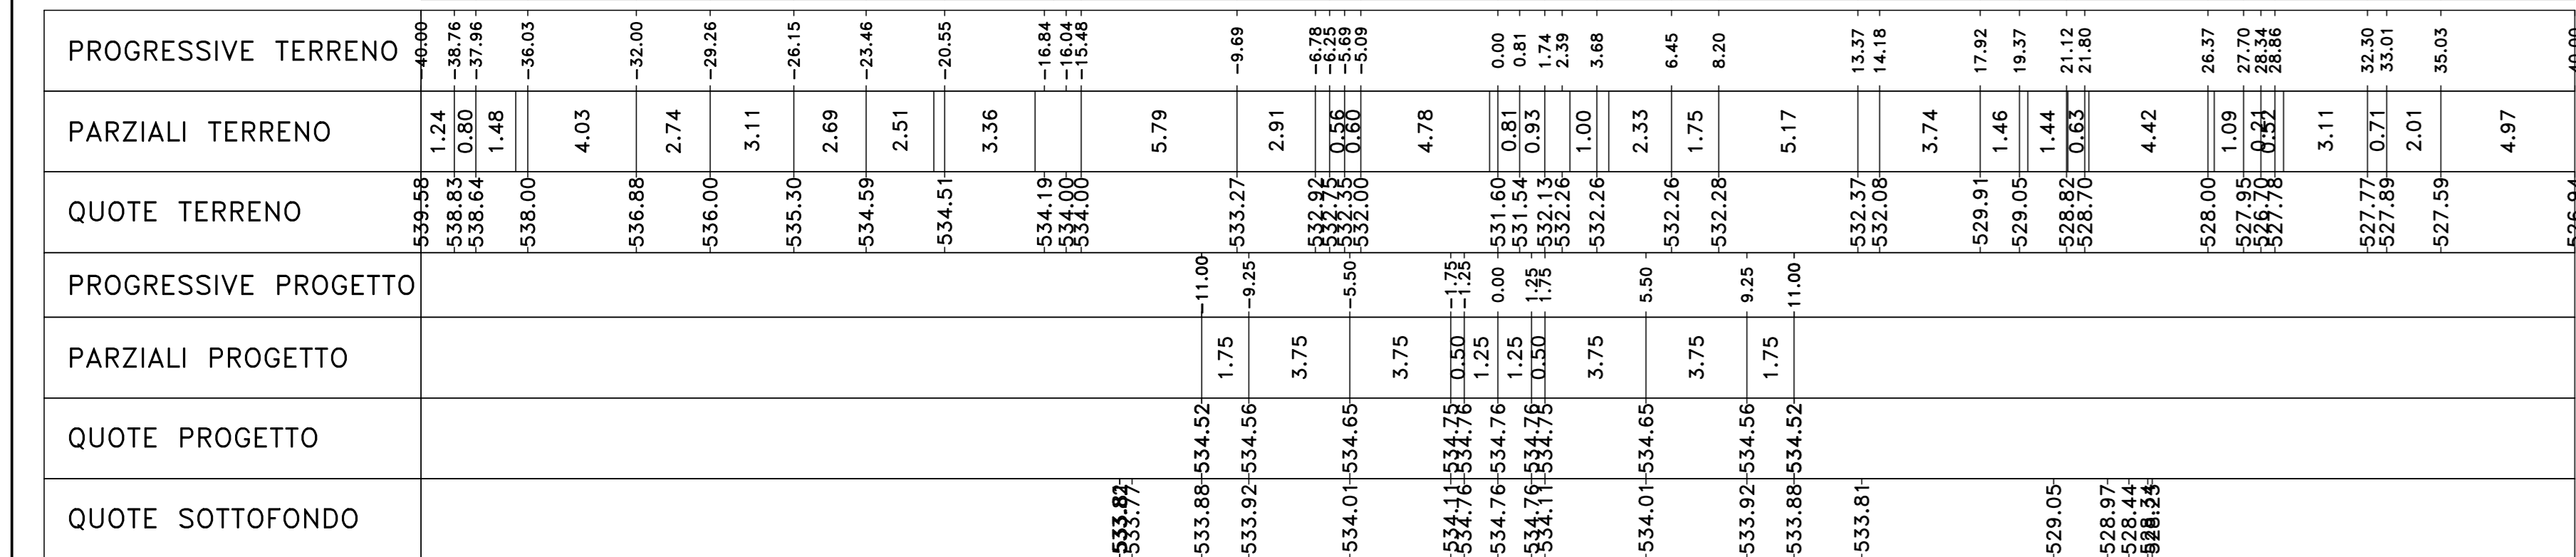 PROGRESSIVE TERRENO -40.00 -38.76 -37.96 -36.03 -32.00 -29.26 -26.15 -23.46 -20.55 -16.84 -16.04 -15.48 -9.69 -6.78 -6.25 -5.69 -5.09 0.00 0.81 1.74 2.39 3.68 6.45 8.20 13.37 14.18 17.92 19.37 21.12 21.80 26.37 27.70 28.34 28.86 32.30 33.01 35.03
PARZIALI TERRENO 1.24 0.80 1.48 4.03 2.74 3.11 2.69 2.51 3.36 5.79 2.91 0.56 0.60 4.78 0.81 0.93 1.00 2.33 1.75 5.17 3.74 1.46 1.44 0.63 4.42 1.09 0.21 0.52 3.11 0.71 2.01 4.97
QUOTE TERRENO 539.58 538.83 538.64 538.00 536.88 536.00 535.30 534.59 534.51 534.19 534.00 534.00 533.27 532.92 532.75 532.35 532.00 531.60 531.54 532.13 532.26 532.26 532.26 532.28 532.37 532.08 529.91 529.05 528.82 528.70 528.00 527.95 526.70 527.78 527.77 527.89 527.59
PROGRESSIVE PROGETTO -11.00 -9.25 -5.50 -1.75 -1.25 0.00 1.25 1.75 5.50 9.25 11.00
PARZIALI PROGETTO 1.75 3.75 3.75 0.50 1.25 1.25 0.50 3.75 3.75 1.75
QUOTE PROGETTO 534.52 534.56 534.65 534.75 534.76 534.76 534.76 534.75 534.65 534.56 534.52
QUOTE SOTTOFONDO 533.82 533.77 533.88 533.92 534.01 534.11 534.76 534.76 534.76 534.11 534.01 533.92 533.88 533.81 529.05 528.97 528.44